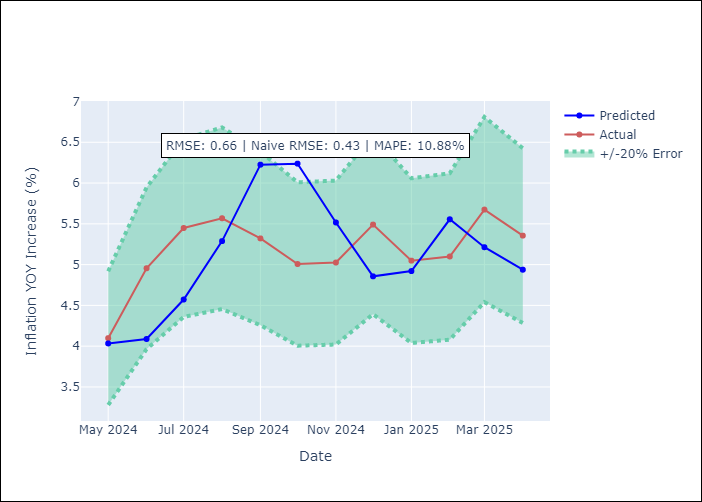 RMSE: 0.66 | Naive RMSE: 0.43 | MAPE: 10.88%
Predicted
Actual
+/-20% Error
7
6.5
6
5.5
5
4.5
4
3.5
Inflation YOY Increase (%)
May 2024
Jul 2024
Sep 2024
Nov 2024
Jan 2025
Mar 2025
Date